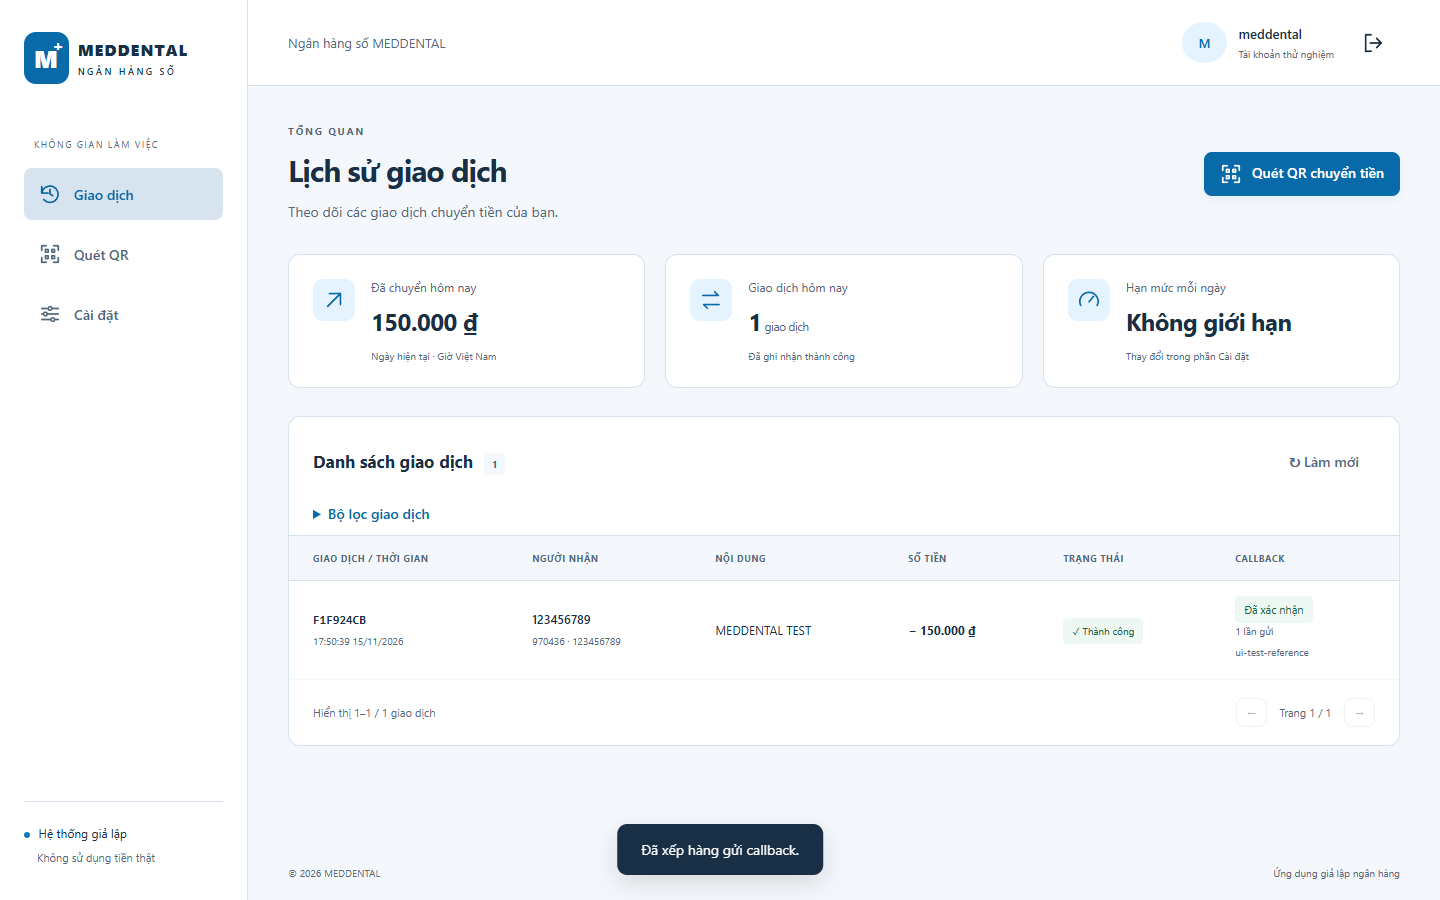 M+
MEDDENTAL
NGÂN HÀNG SỐ
KHÔNG GIAN LÀM VIỆC
Giao dịch
Quét QR
Cài đặt
Hệ thống giả lập
Không sử dụng tiền thật
Ngân hàng số MEDDENTAL
M
meddental
Tài khoản thử nghiệm
TỔNG QUAN
Lịch sử giao dịch
Theo dõi các giao dịch chuyển tiền của bạn.
Quét QR chuyển tiền
Đã chuyển hôm nay
150.000 ₫
Ngày hiện tại · Giờ Việt Nam
Giao dịch hôm nay
1 giao dịch
Đã ghi nhận thành công
Hạn mức mỗi ngày
Không giới hạn
Thay đổi trong phần Cài đặt
Danh sách giao dịch 1
↻ Làm mới
▶ Bộ lọc giao dịch
GIAO DỊCH / THỜI GIAN NGƯỜI NHẬN NỘI DUNG SỐ TIỀN TRẠNG THÁI CALLBACK
F1F924CB
17:50:39 15/11/2026
123456789
970436 · 123456789
MEDDENTAL TEST
− 150.000 ₫
✓ Thành công
Đã xác nhận
1 lần gửi
ui-test-reference
Hiển thị 1–1 / 1 giao dịch
← Trang 1 / 1 →
Đã xếp hàng gửi callback.
© 2026 MEDDENTAL
Ứng dụng giả lập ngân hàng